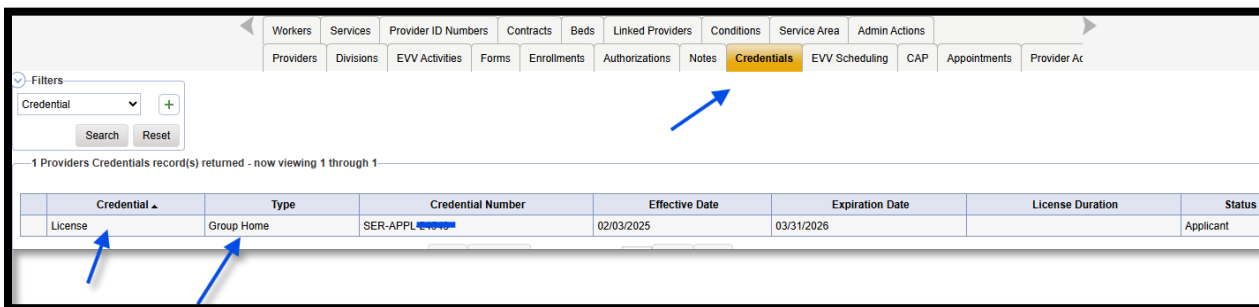 Workers Services Provider ID Numbers Contracts Beds Linked Providers Conditions Service Area Admin Actions
Providers Divisions EVV Activities Forms Enrollments Authorizations Notes Credentials EVV Scheduling CAP Appointments Provider Ac
Filters
Credential
Search Reset
1 Providers Credentials record(s) returned - now viewing 1 through 1
Credential Type Credential Number Effective Date Expiration Date License Duration Status
License Group Home SER-APPL- 02/03/2025 03/31/2026 Applicant